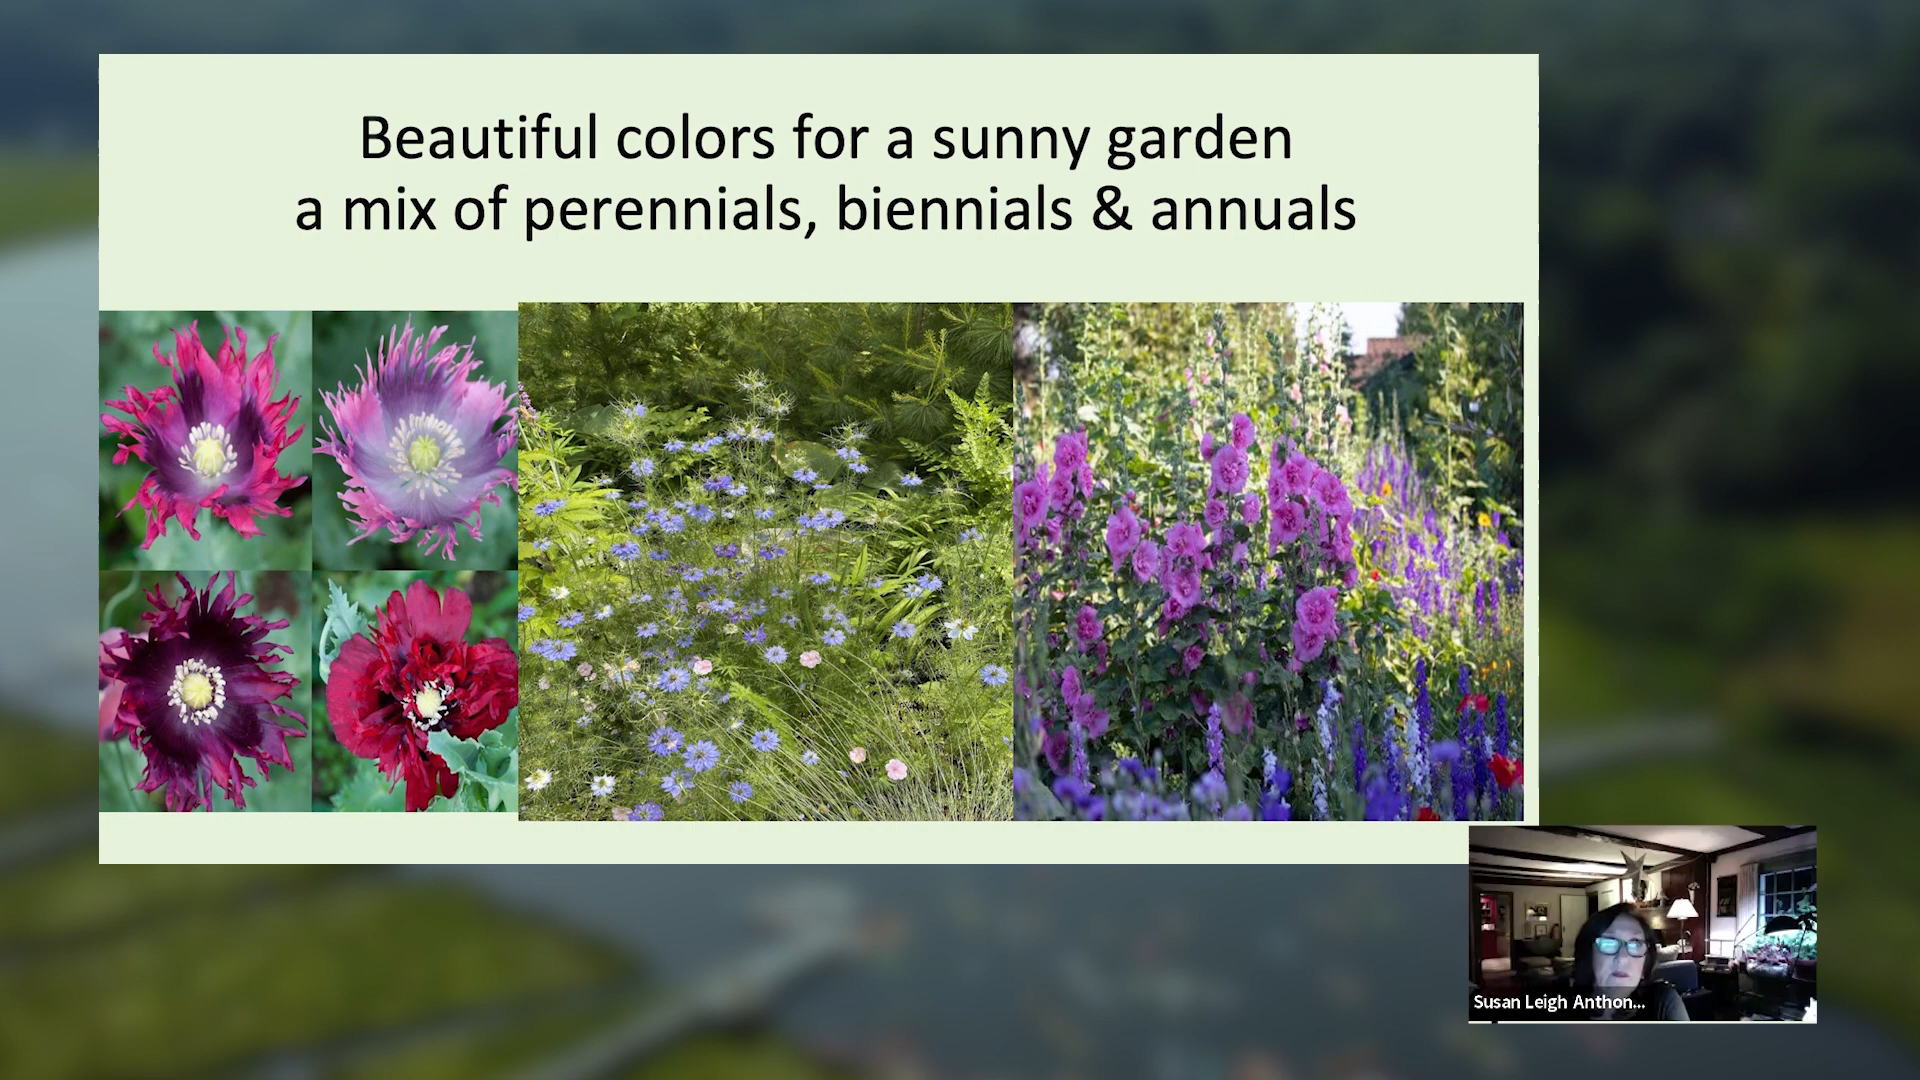 Beautiful colors for a sunny garden
a mix of perennials, biennials & annuals
Susan Leigh Anthon...